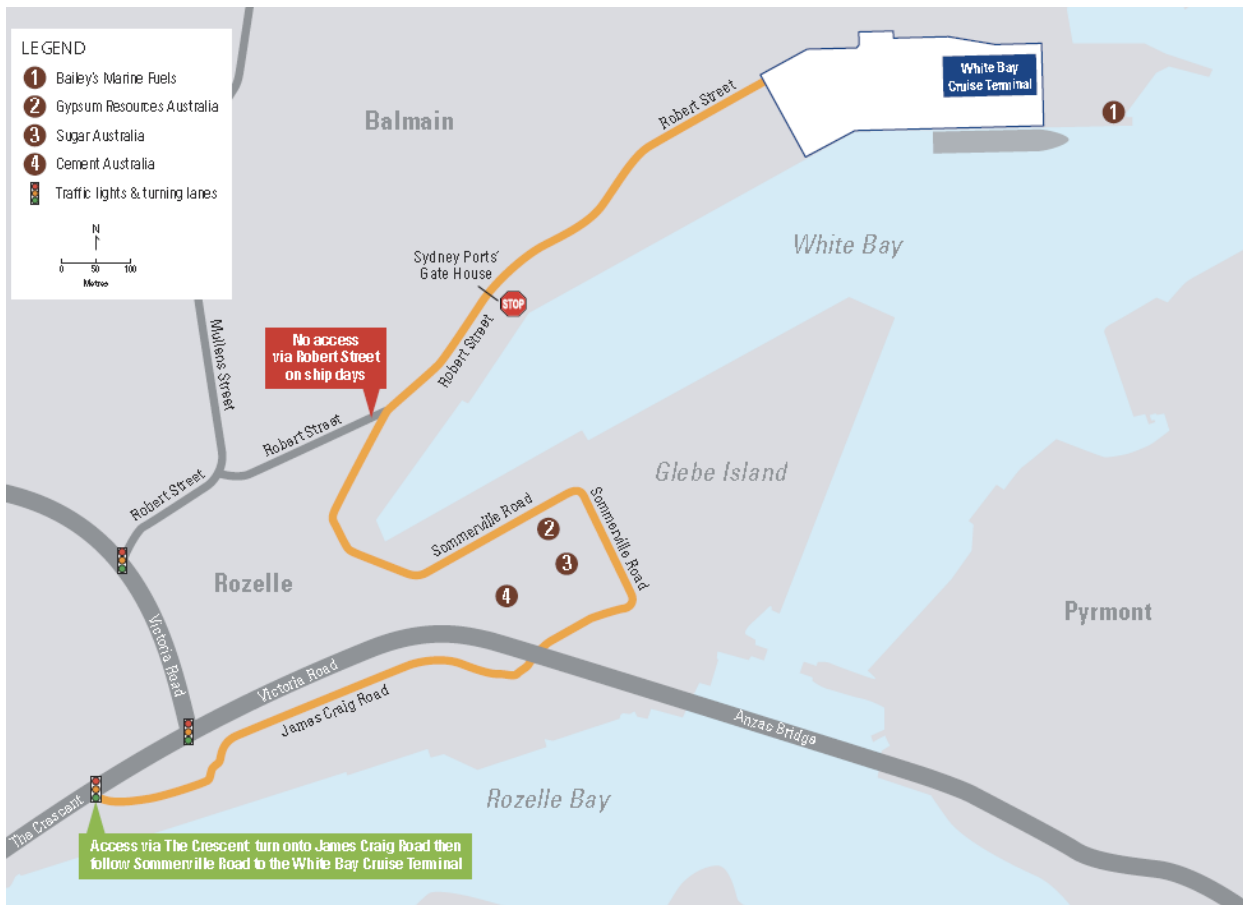 LEGEND
1 Bailey's Marine Fuels
2 Gypsum Resources Australia
3 Sugar Australia
4 Cement Australia
Traffic lights & turning lanes
N
0 50 100
Metres
White Bay
Cruise Terminal
1
Robert Street
Balmain
White Bay
Sydney Ports'
Gate House
STOP
Robert Street
Mullens Street
No access
via Robert Street
on ship days
Robert Street
Robert Street
Glebe Island
Sommerville Road
Sommerville Road
2
3
4
Rozelle
Pyrmont
Victoria Road
Victoria Road
James Craig Road
Anzac Bridge
Rozelle Bay
The Crescent
Access via The Crescent turn onto James Craig Road then
follow Sommerville Road to the White Bay Cruise Terminal